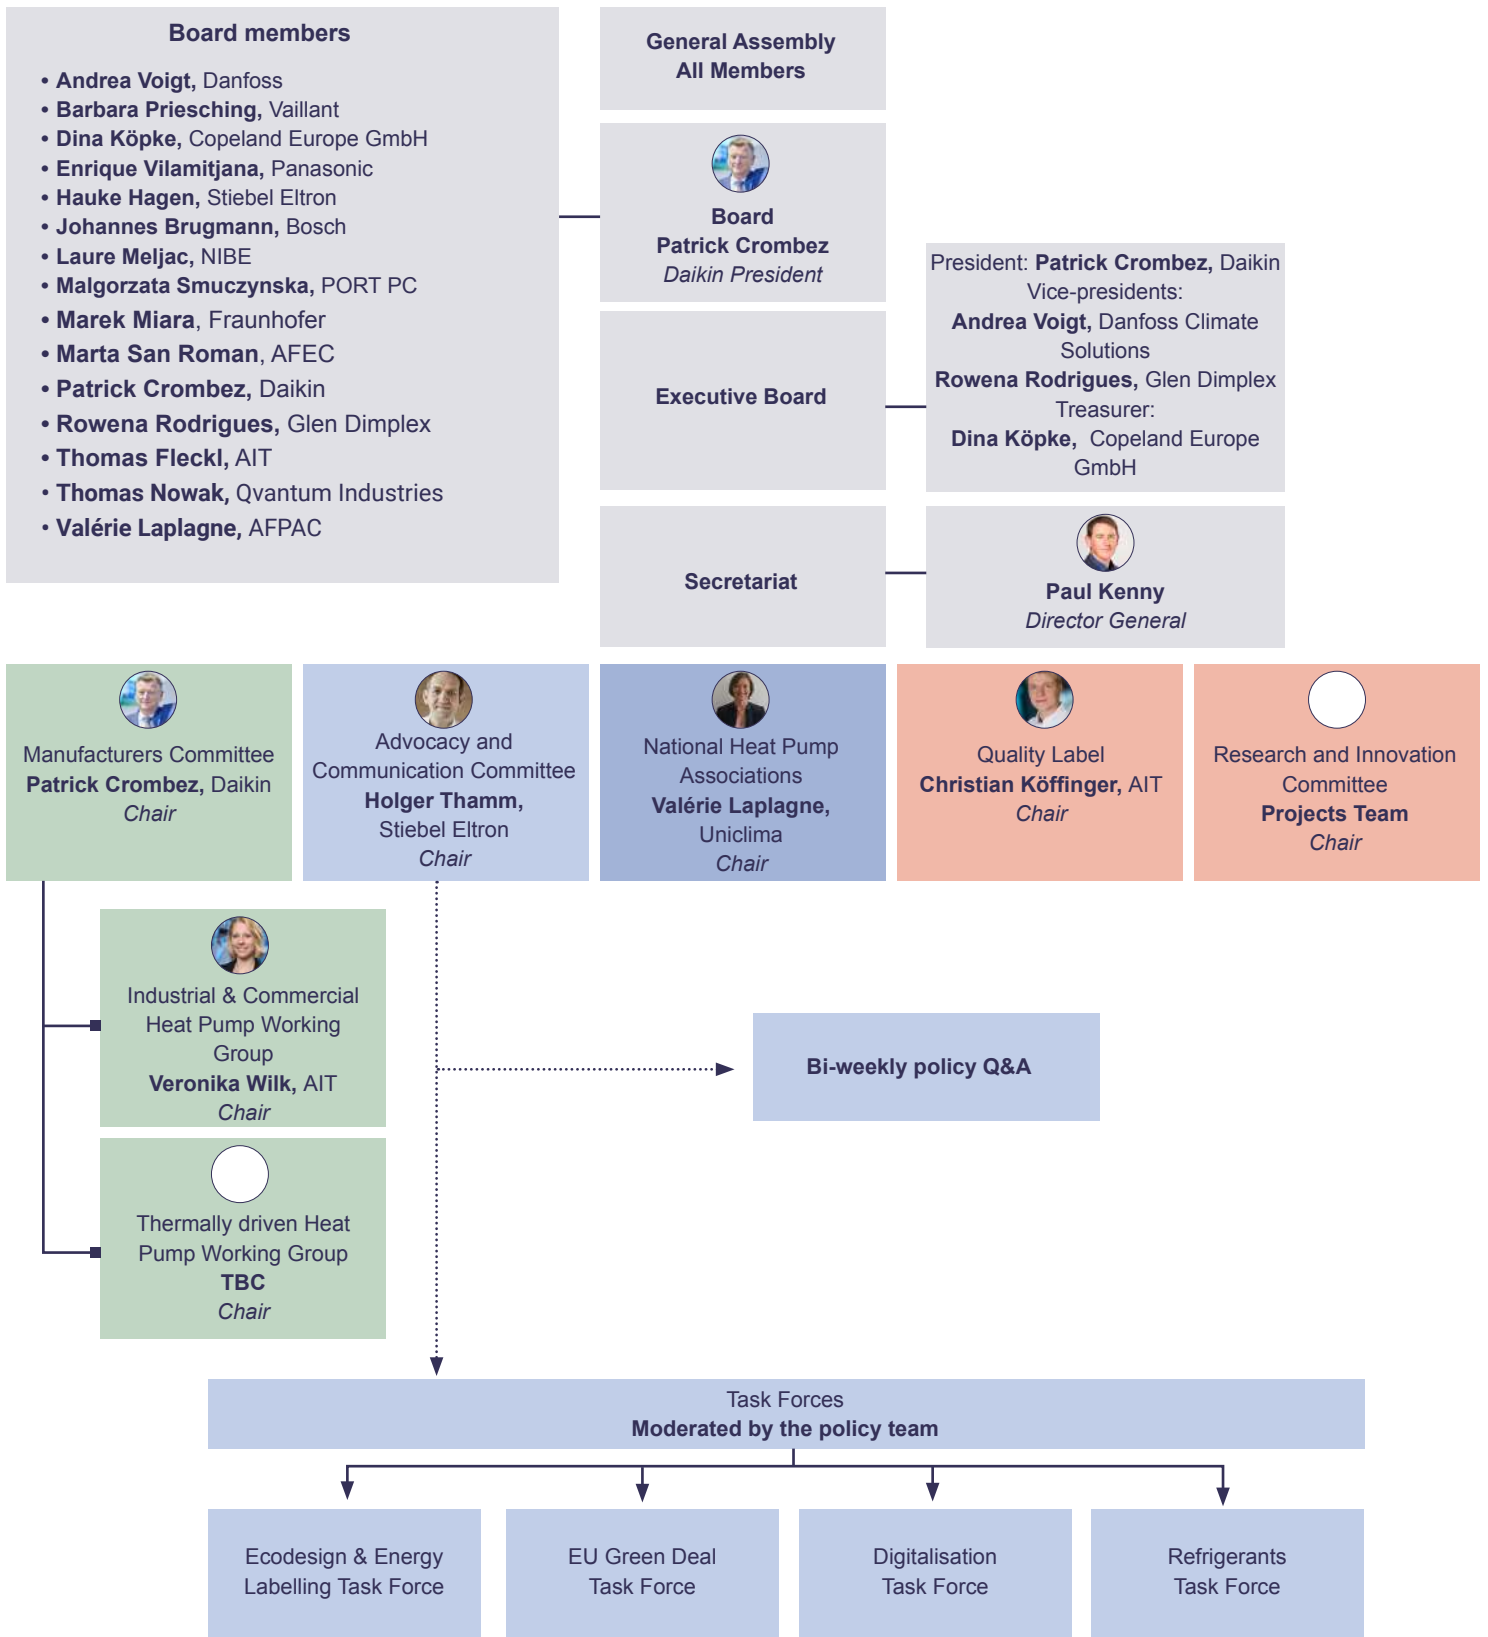 Board members
• Andrea Voigt, Danfoss
• Barbara Priesching, Vaillant
• Dina Köpke, Copeland Europe GmbH
• Enrique Vilamitjana, Panasonic
• Hauke Hagen, Stiebel Eltron
• Johannes Brugmann, Bosch
• Laure Meljac, NIBE
• Malgorzata Smuczynska, PORT PC
• Marek Miara, Fraunhofer
• Marta San Roman, AFEC
• Patrick Crombez, Daikin
• Rowena Rodrigues, Glen Dimplex
• Thomas Fleckl, AIT
• Thomas Nowak, Qvantum Industries
• Valérie Laplagne, AFPAC
General Assembly
All Members
Board
Patrick Crombez
Daikin President
Executive Board
President: Patrick Crombez, Daikin
Vice-presidents:
Andrea Voigt, Danfoss Climate
Solutions
Rowena Rodrigues, Glen Dimplex
Treasurer:
Dina Köpke, Copeland Europe
GmbH
Secretariat
Paul Kenny
Director General
Manufacturers Committee
Patrick Crombez, Daikin
Chair
Advocacy and
Communication Committee
Holger Thamm,
Stiebel Eltron
Chair
National Heat Pump
Associations
Valérie Laplagne,
Uniclima
Chair
Quality Label
Christian Köffinger, AIT
Chair
Research and Innovation
Committee
Projects Team
Chair
Industrial & Commercial
Heat Pump Working
Group
Veronika Wilk, AIT
Chair
Thermally driven Heat
Pump Working Group
TBC
Chair
Bi-weekly policy Q&A
Task Forces
Moderated by the policy team
Ecodesign & Energy
Labelling Task Force
EU Green Deal
Task Force
Digitalisation
Task Force
Refrigerants
Task Force